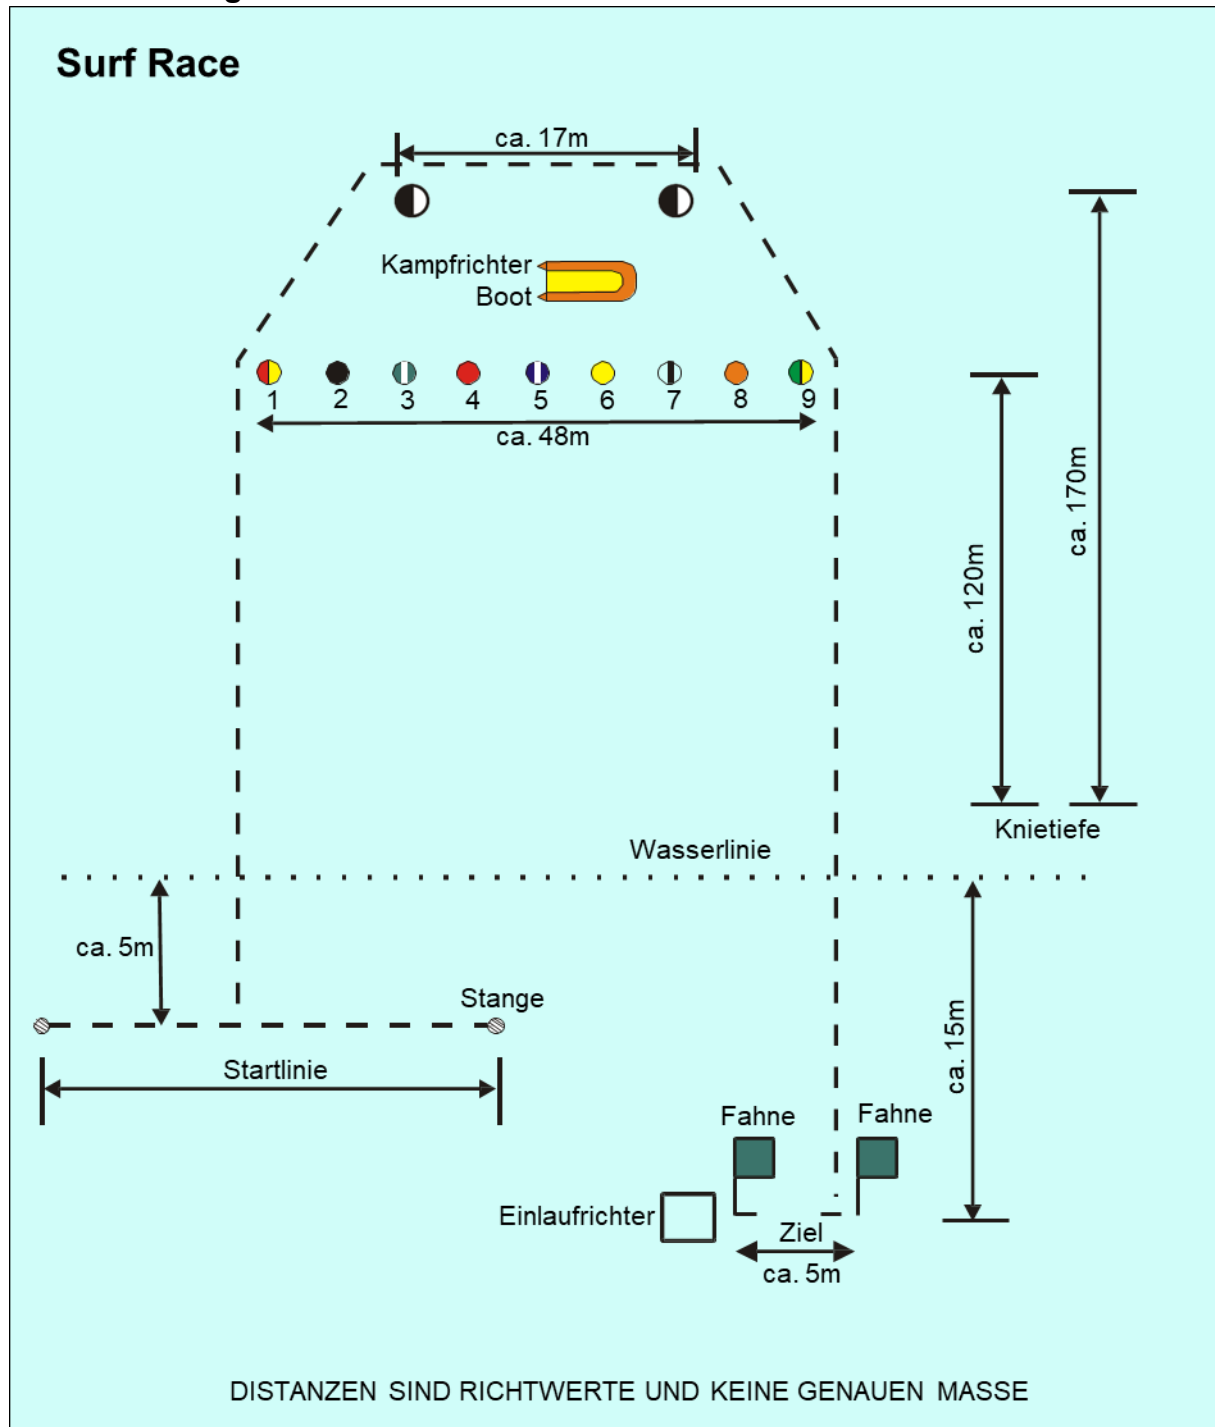 Surf Race
ca. 17m
Kampfrichter
Boot
1 2 3 4 5 6 7 8 9
ca. 48m
ca. 170m
ca. 120m
Knietiefe
Wasserlinie
ca. 5m
Stange
Startlinie
ca. 15m
Fahne Fahne
Einlaufrichter
Ziel
ca. 5m
DISTANZEN SIND RICHTWERTE UND KEINE GENAUEN MASSE